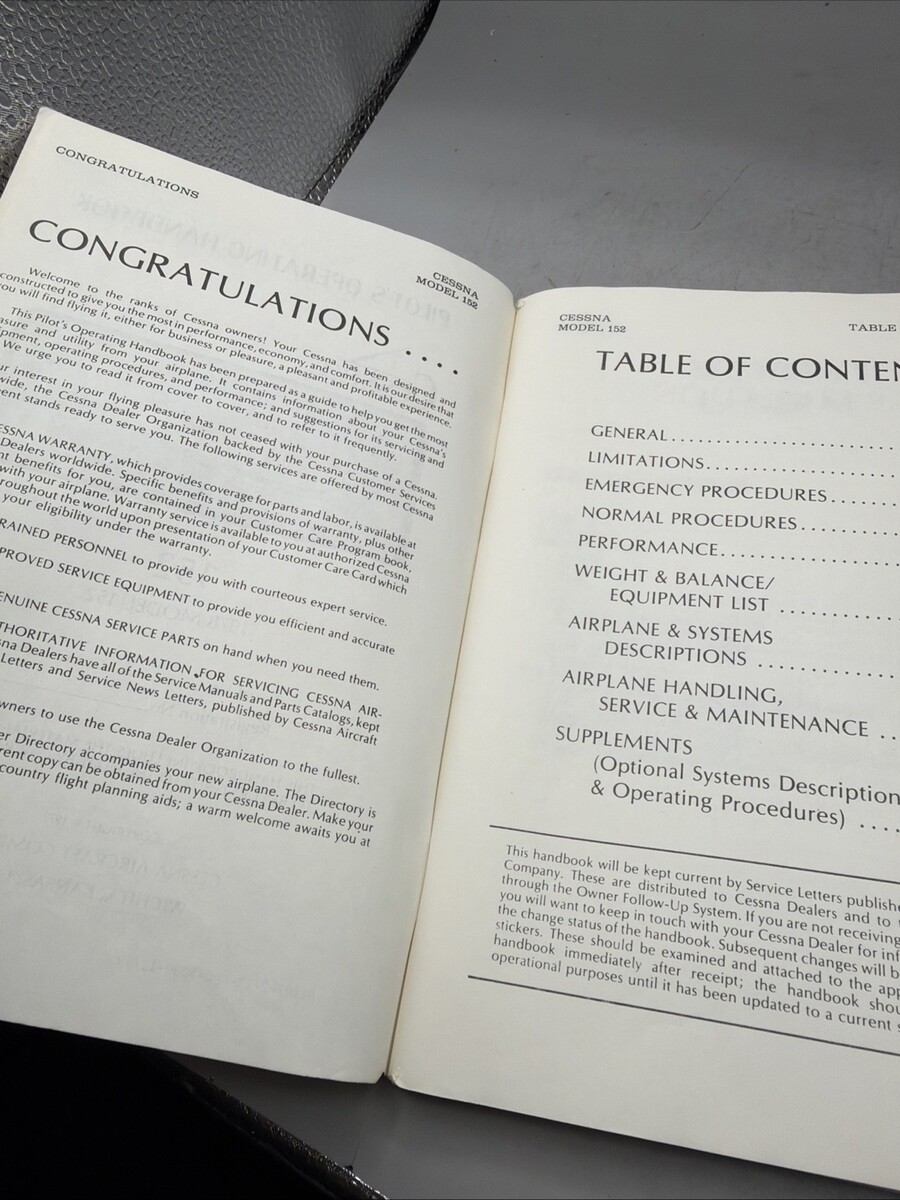 CONGRATULATIONS
CESSNA
MODEL 152
CONGRATULATIONS . . . .
Welcome to the ranks of Cessna owners! Your Cessna has been designed and
constructed to give you the most in performance, economy, and comfort. It is our desire that
you will find flying it, either for business or pleasure, a pleasant and profitable experience.
This Pilot's Operating Handbook has been prepared as a guide to help you get the most
and utility from your airplane. It contains information about your Cessna's
operating procedures, and performance; and suggestions for its servicing and
We urge you to read it from cover to cover, and to refer to it frequently.
interest in your flying pleasure has not ceased with your purchase of a Cessna.
the Cessna Dealer Organization backed by the Cessna Customer Services
stands ready to serve you. The following services are offered by most Cessna
WARRANTY, which provides coverage for parts and labor, is available at
Dealers worldwide. Specific benefits and provisions of warranty, plus other
benefits for you, are contained in your Customer Care Program book,
with your airplane. Warranty service is available to you at authorized Cessna
the world upon presentation of your Customer Care Card which
your eligibility under the warranty.
PERSONNEL to provide you with courteous expert service.
SERVICE EQUIPMENT to provide you efficient and accurate
CESSNA SERVICE PARTS on hand when you need them.
INFORMATION FOR SERVICING CESSNA AIR-
Dealers have all of the Service Manuals and Parts Catalogs, kept
Letters and Service News Letters, published by Cessna Aircraft
to use the Cessna Dealer Organization to the fullest.
Directory accompanies your new airplane. The Directory is
copy can be obtained from your Cessna Dealer. Make your
country flight planning aids; a warm welcome awaits you at
CESSNA
MODEL 152
TABLE
TABLE OF CONTEN
GENERAL
LIMITATIONS
EMERGENCY PROCEDURES
NORMAL PROCEDURES
PERFORMANCE
WEIGHT & BALANCE/
EQUIPMENT LIST
AIRPLANE & SYSTEMS
DESCRIPTIONS
AIRPLANE HANDLING,
SERVICE & MAINTENANCE
SUPPLEMENTS
(Optional Systems Description
& Operating Procedures)
This handbook will be kept current by Service Letters publish
Company. These are distributed to Cessna Dealers and to
through the Owner Follow-Up System. If you are not receiving
you will want to keep in touch with your Cessna Dealer for inf
the change status of the handbook. Subsequent changes will b
stickers. These should be examined and attached to the app
handbook immediately after receipt; the handbook shou
operational purposes until it has been updated to a current s